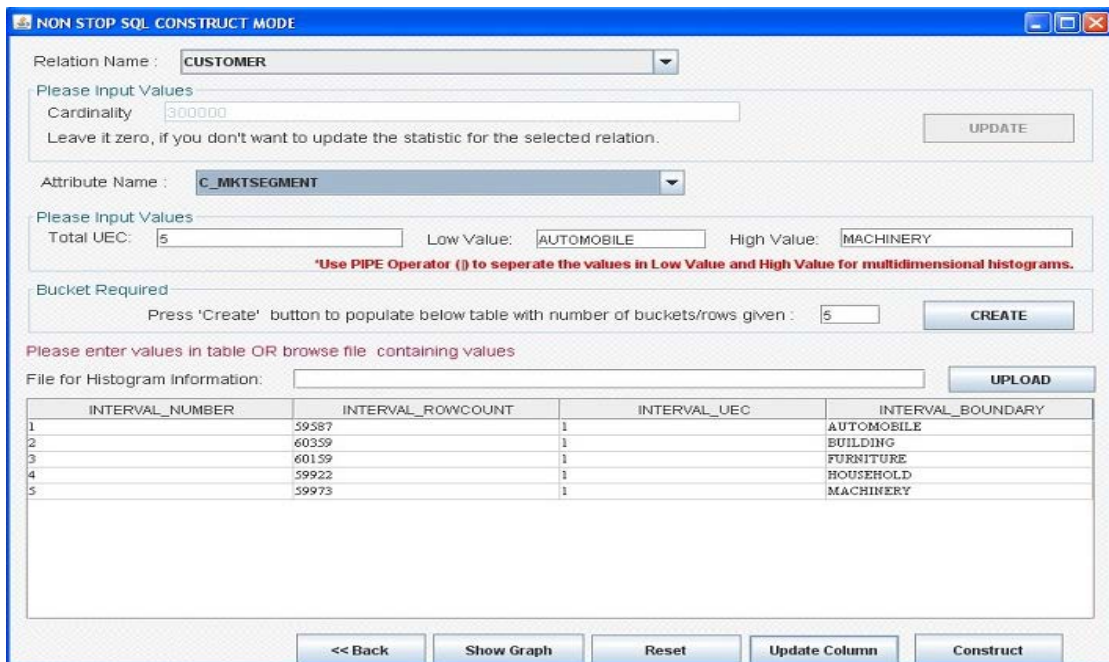 NON STOP SQL CONSTRUCT MODE
Relation Name : CUSTOMER
Please Input Values
Cardinality 300000
Leave it zero, if you don't want to update the statistic for the selected relation.
UPDATE
Attribute Name : C_MKTSEGMENT
Please Input Values
Total UEC: 5 Low Value: AUTOMOBILE High Value: MACHINERY
*Use PIPE Operator (|) to seperate the values in Low Value and High Value for multidimensional histograms.
Bucket Required
Press 'Create' button to populate below table with number of buckets/rows given : 5 CREATE
Please enter values in table OR browse file containing values
File for Histogram Information: UPLOAD
INTERVAL_NUMBER INTERVAL_ROWCOUNT INTERVAL_UEC INTERVAL_BOUNDARY
1 59587 1 AUTOMOBILE
2 60359 1 BUILDING
3 60159 1 FURNITURE
4 59922 1 HOUSEHOLD
5 59973 1 MACHINERY
<< Back Show Graph Reset Update Column Construct